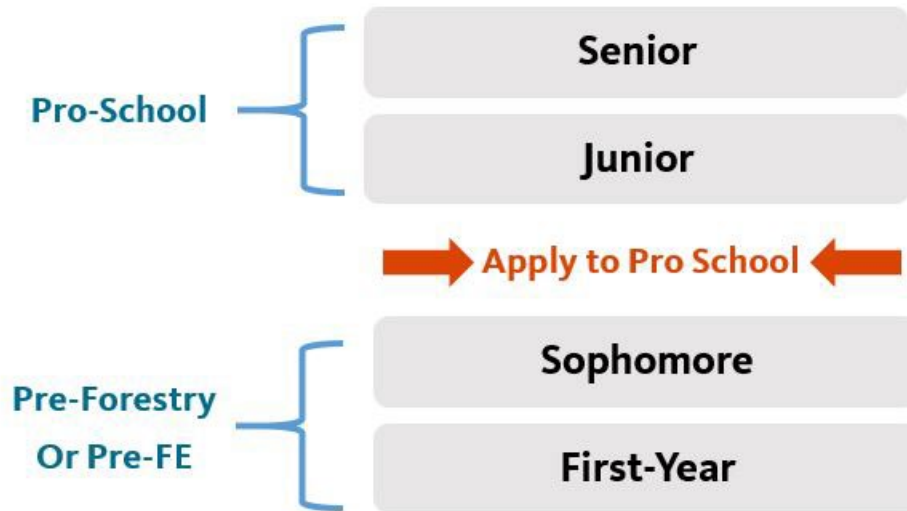 Senior
Pro-School
Junior
Apply to Pro School
Sophomore
Pre-Forestry
Or Pre-FE
First-Year